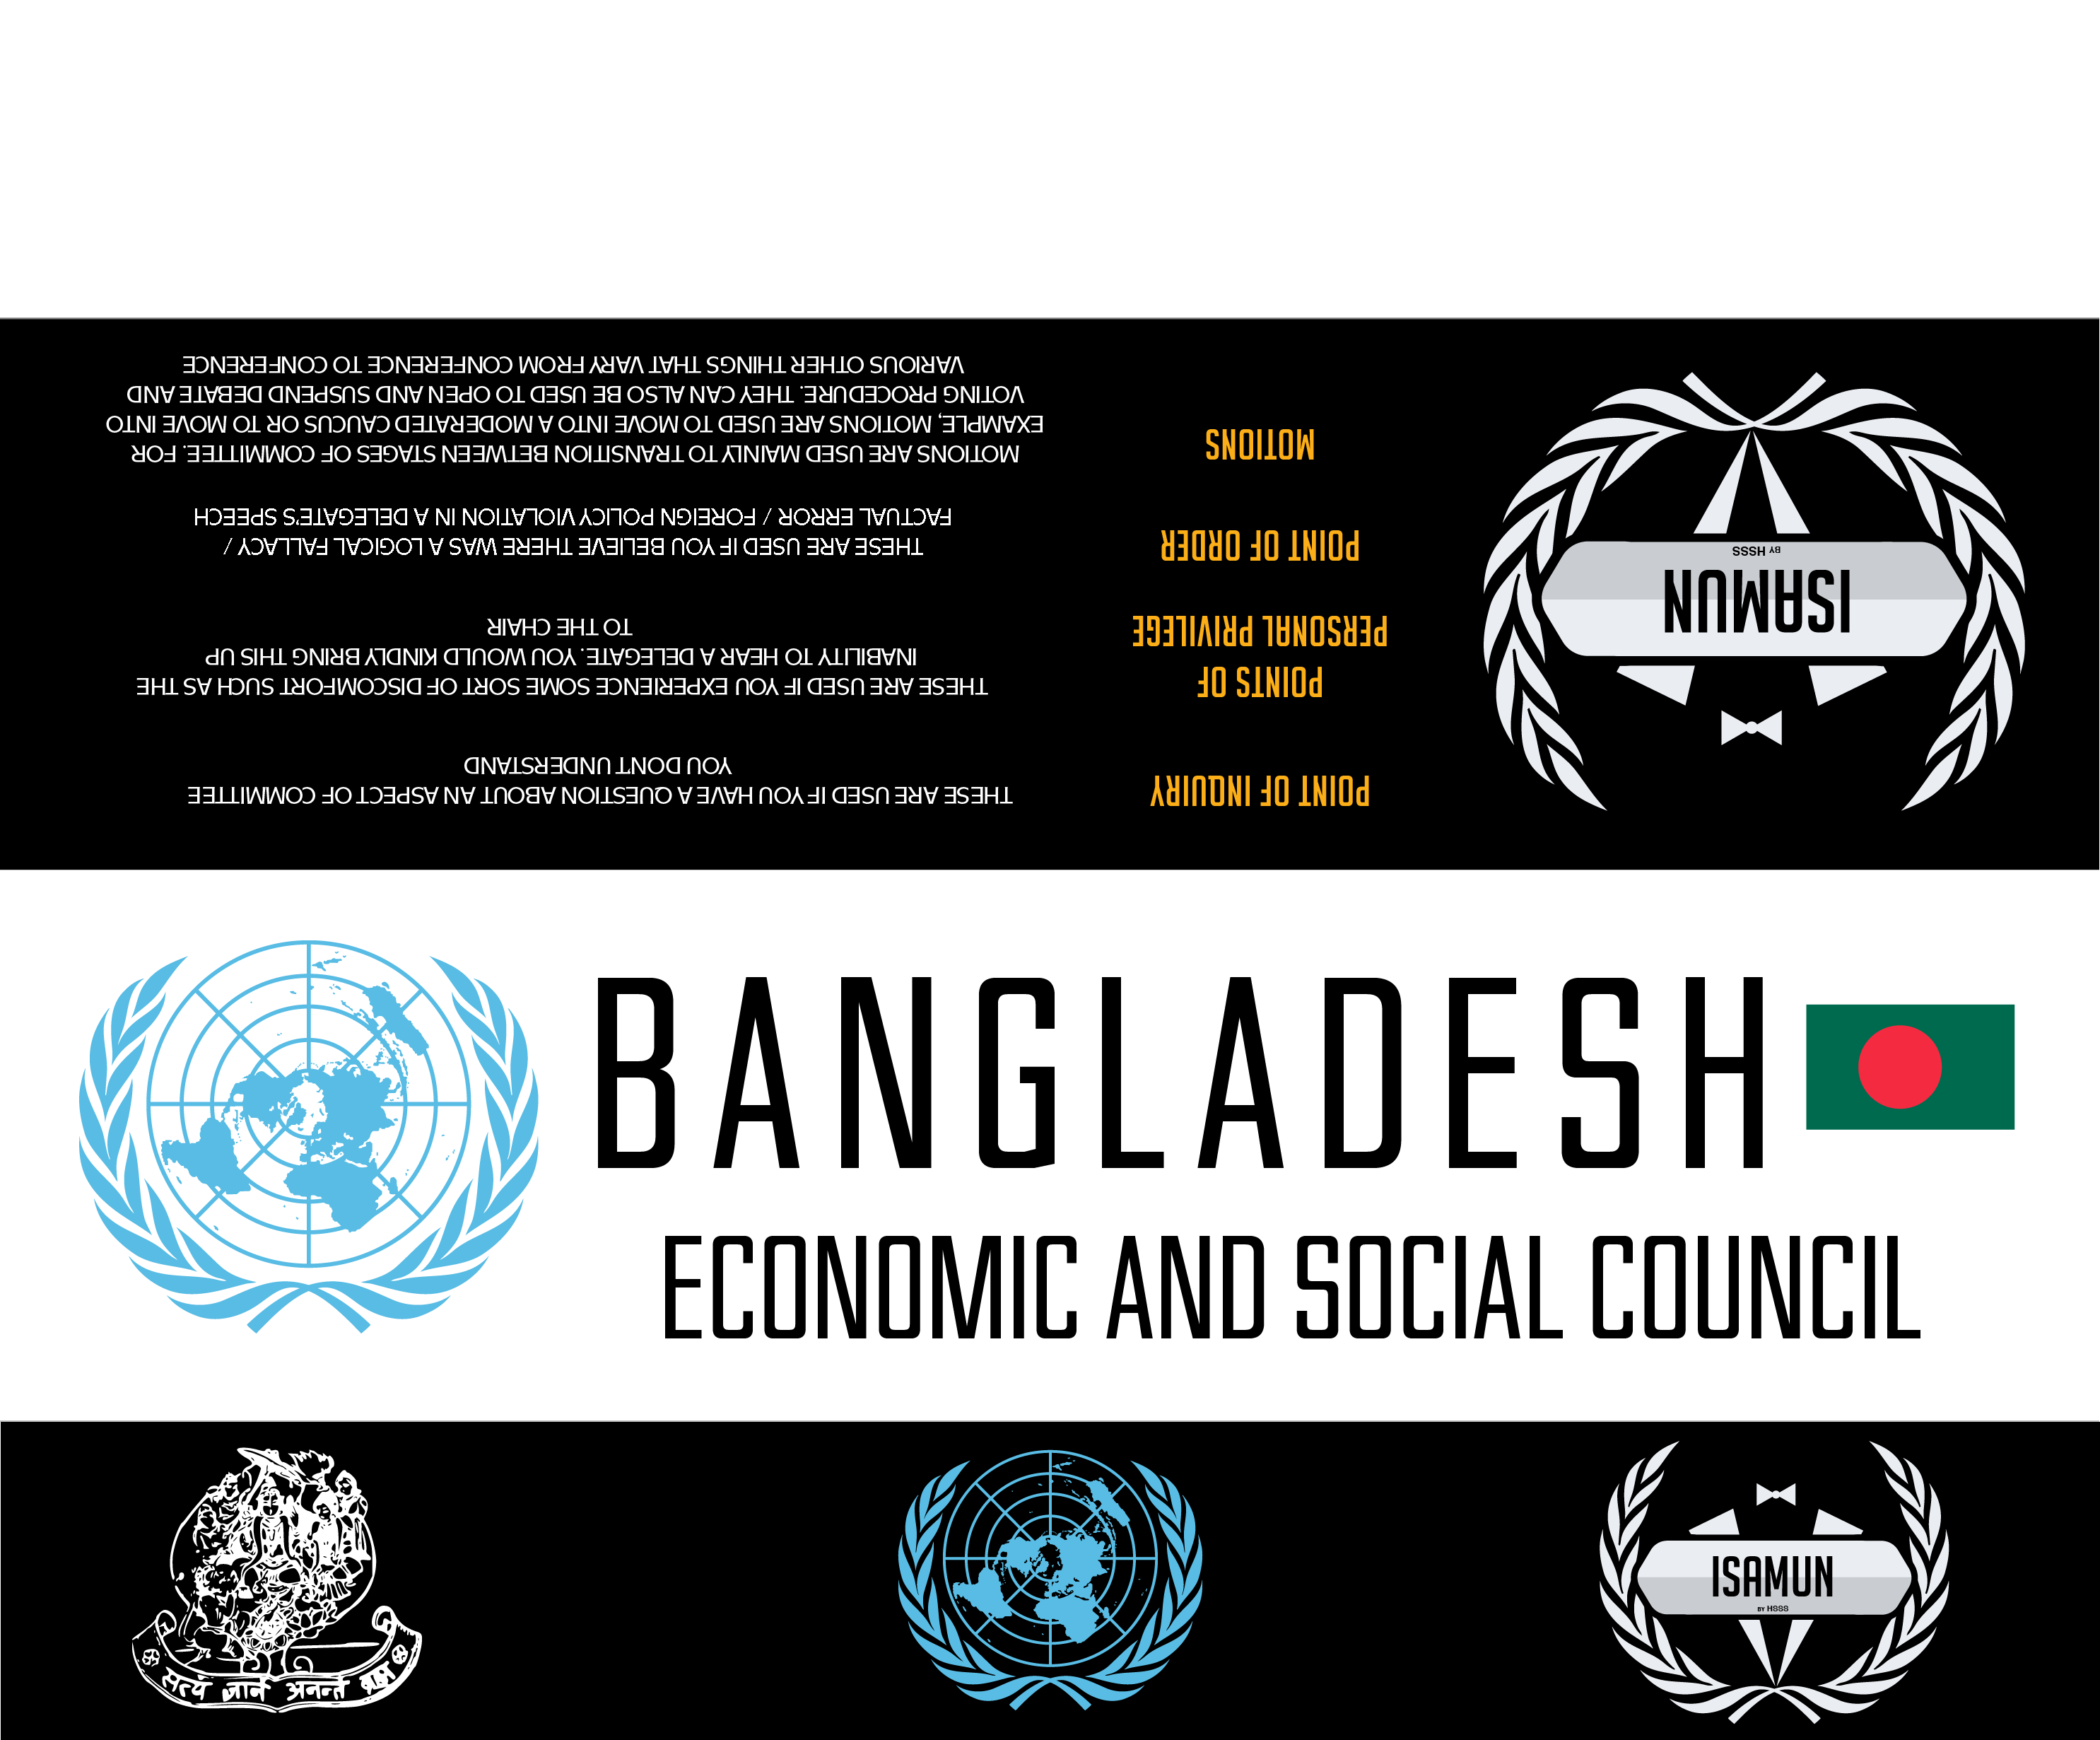 ISAMUN
BY HSSS
POINT OF INQUIRY
THESE ARE USED IF YOU HAVE A QUESTION ABOUT AN ASPECT OF COMMITTEE
YOU DON'T UNDERSTAND
POINTS OF
PERSONAL PRIVILEGE
THESE ARE USED IF YOU EXPERIENCE SOME SORT OF DISCOMFORT SUCH AS THE
INABILITY TO HEAR A DELEGATE. YOU WOULD KINDLY BRING THIS UP
TO THE CHAIR
POINT OF ORDER
THESE ARE USED IF YOU BELIEVE THERE WAS A LOGICAL FALLACY /
FACTUAL ERROR / FOREIGN POLICY VIOLATION IN A DELEGATE'S SPEECH
MOTIONS
MOTIONS ARE USED MAINLY TO TRANSITION BETWEEN STAGES OF COMMITTEE. FOR
EXAMPLE, MOTIONS ARE USED TO MOVE INTO A MODERATED CAUCUS OR TO MOVE INTO
VOTING PROCEDURE. THEY CAN ALSO BE USED TO OPEN AND SUSPEND DEBATE AND
VARIOUS OTHER THINGS THAT VARY FROM CONFERENCE TO CONFERENCE
BANGLADESH
ECONOMIC AND SOCIAL COUNCIL
सत्यं ज्ञानं अनन्तं
ISAMUN
BY HSSS